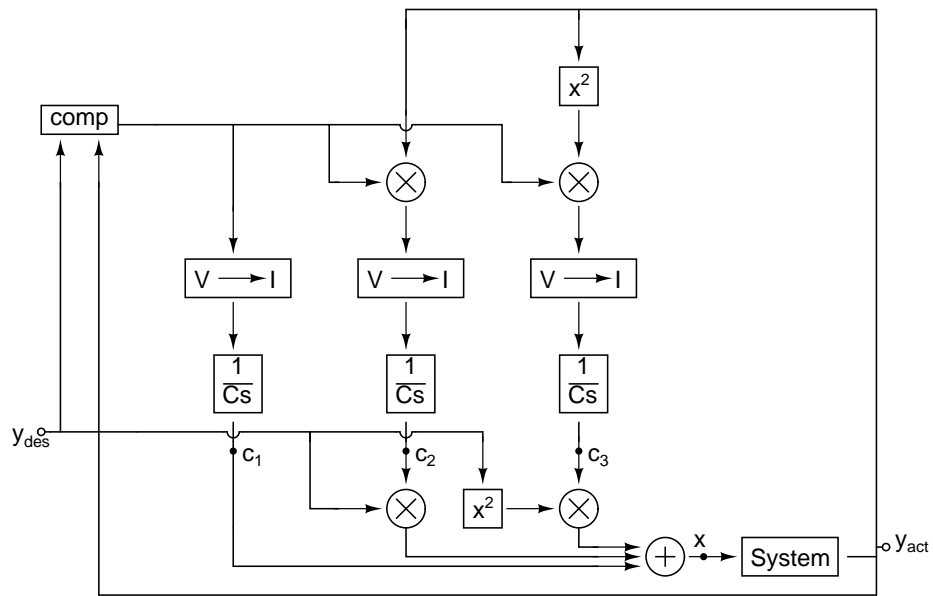 x²
comp
V → I
V → I
V → I
1
Cs
1
Cs
1
Cs
y_des
c₁
c₂
c₃
x²
x
System
y_act